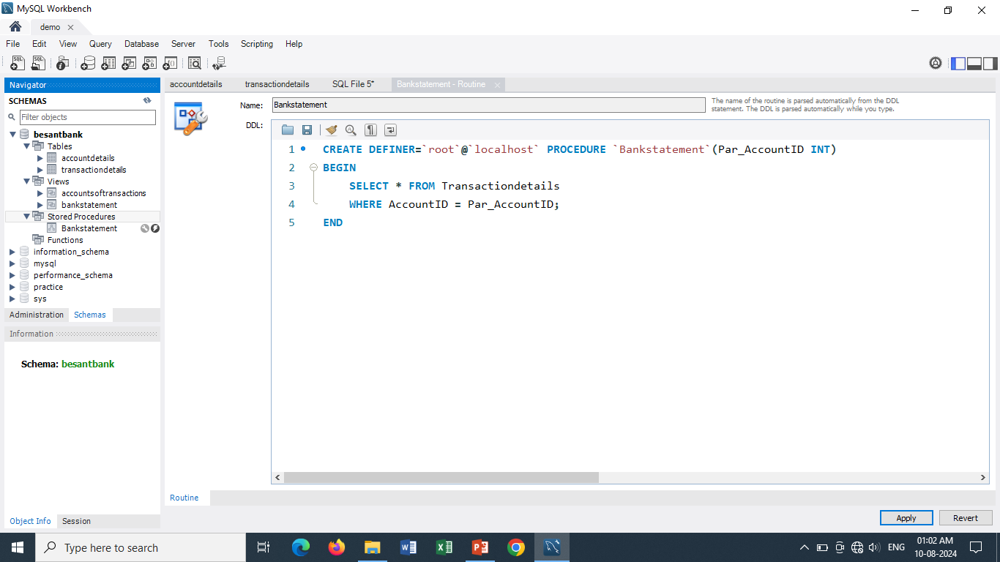 MySQL Workbench
demo
File Edit View Query Database Server Tools Scripting Help
Navigator
SCHEMAS
Filter objects
besantbank
Tables
accountdetails
transactiondetails
Views
accountsoftransactions
bankstatement
Stored Procedures
Bankstatement
Functions
information_schema
mysql
performance_schema
practice
sys
Administration Schemas
Information
Schema: besantbank
Object Info Session
accountdetails transactiondetails SQL File 5* Bankstatement - Routine
Name: Bankstatement
The name of the routine is parsed automatically from the DDL
statement. The DDL is parsed automatically while you type.
DDL:
1 CREATE DEFINER=`root`@`localhost` PROCEDURE `Bankstatement`(Par_AccountID INT)
2 BEGIN
3 SELECT * FROM Transactiondetails
4 WHERE AccountID = Par_AccountID;
5 END
Routine
Apply Revert
Type here to search
ENG
01:02 AM
10-08-2024